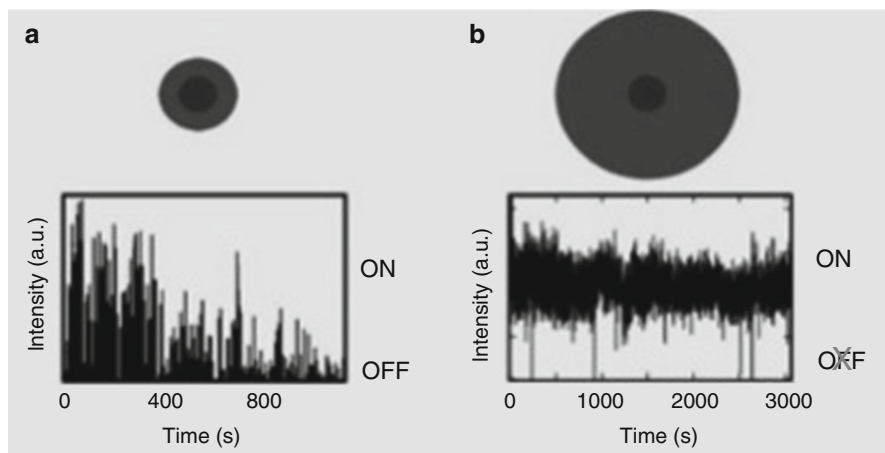 a
b
Intensity (a.u.)
ON
OFF
0 400 800
Time (s)
Intensity (a.u.)
ON
OFF
0 1000 2000 3000
Time (s)